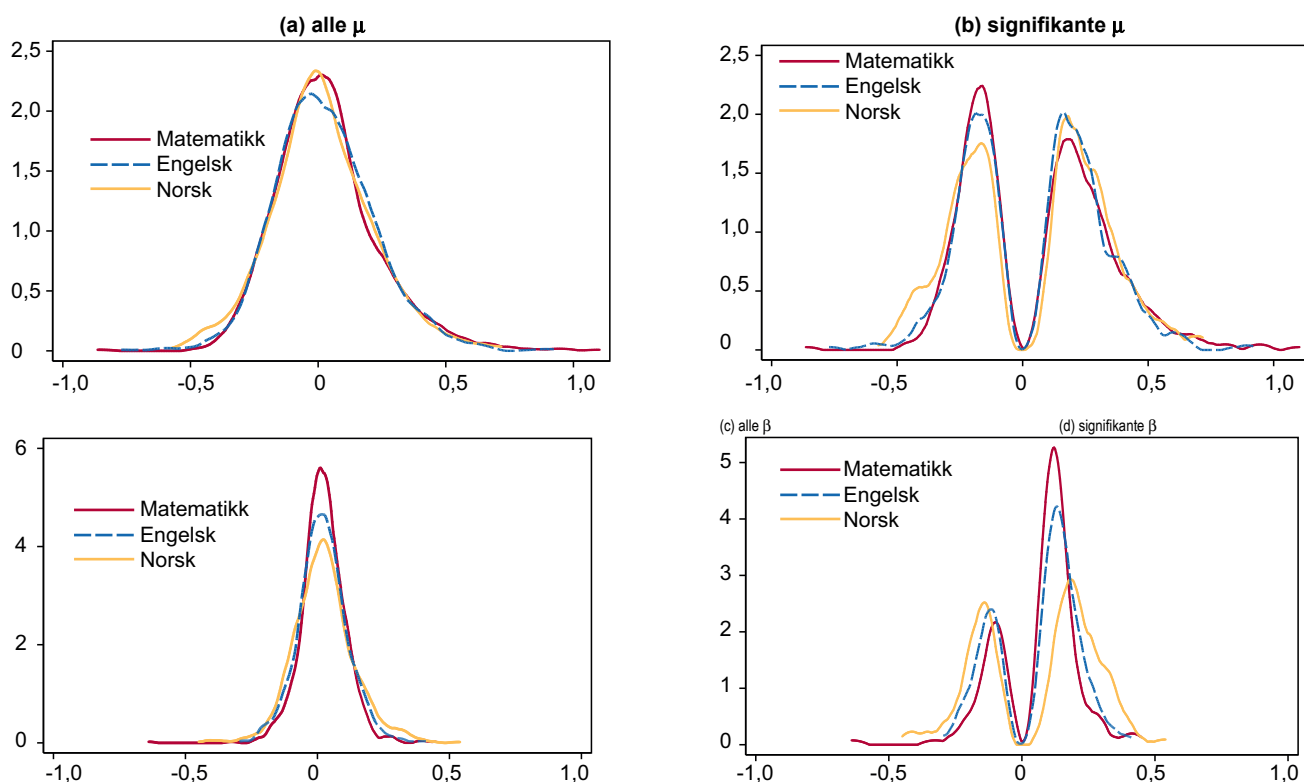 (a) alle μ
2,5
2,0
1,5
1,0
0,5
0
Matematikk
Engelsk
Norsk
-1,0 -0,5 0 0,5 1,0
(b) signifikante μ
2,5
2,0
1,5
1,0
0,5
0
Matematikk
Engelsk
Norsk
-1,0 -0,5 0 0,5 1,0
6
4
2
0
Matematikk
Engelsk
Norsk
-1,0 -0,5 0 0,5 1,0
(c) alle β (d) signifikante β
5
4
3
2
1
0
Matematikk
Engelsk
Norsk
-1,0 -0,5 0 0,5 1,0